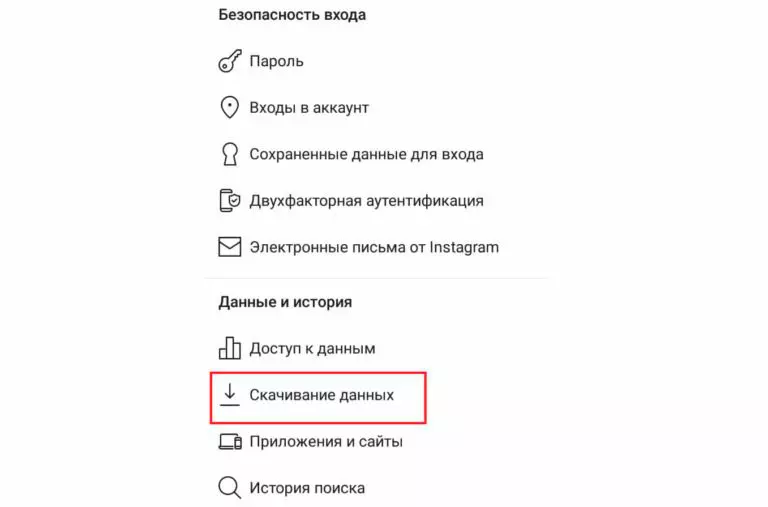 Безопасность входа
Пароль
Входы в аккаунт
Сохраненные данные для входа
Двухфакторная аутентификация
Электронные письма от Instagram
Данные и история
Доступ к данным
Скачивание данных
Приложения и сайты
История поиска